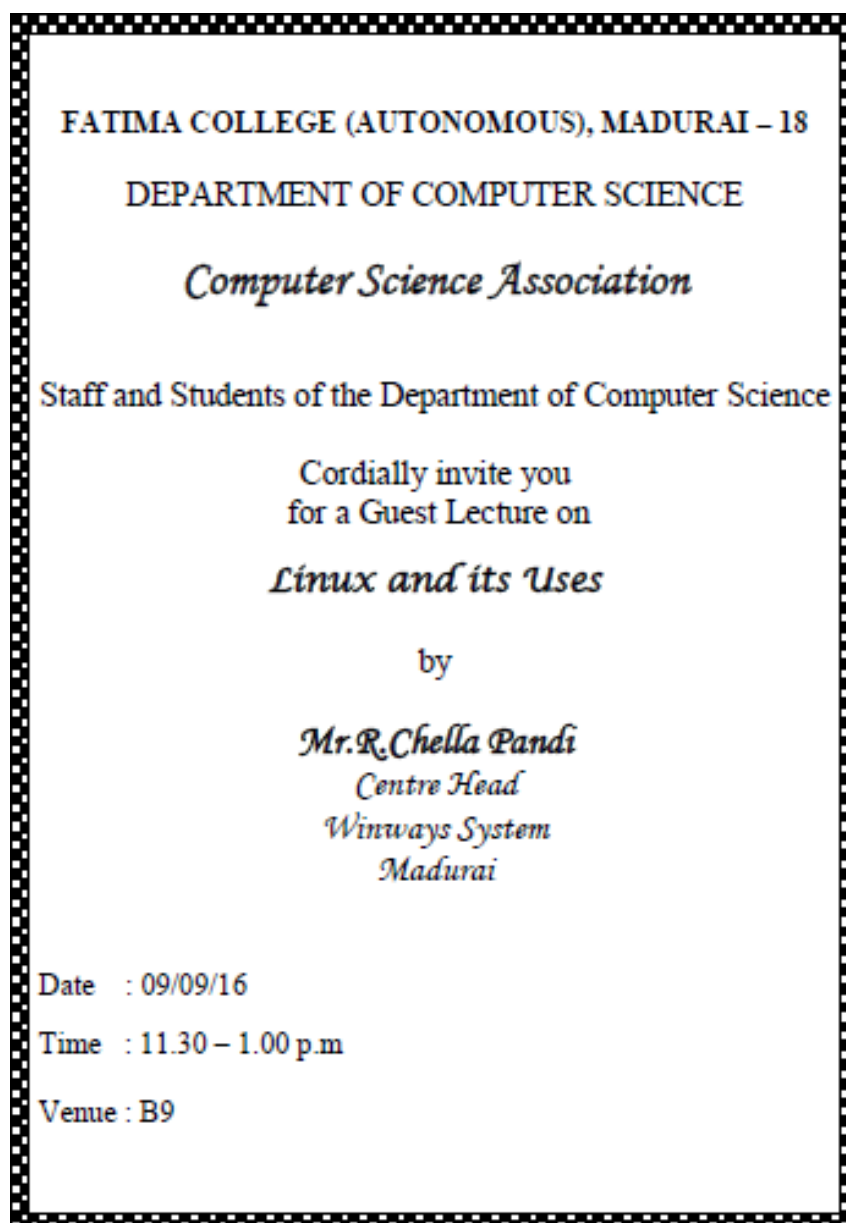 FATIMA COLLEGE (AUTONOMOUS), MADURAI – 18
DEPARTMENT OF COMPUTER SCIENCE
Computer Science Association
Staff and Students of the Department of Computer Science
Cordially invite you
for a Guest Lecture on
Linux and its Uses
by
Mr.R.Chella Pandi
Centre Head
Winways System
Madurai
Date : 09/09/16
Time : 11.30 – 1.00 p.m
Venue : B9